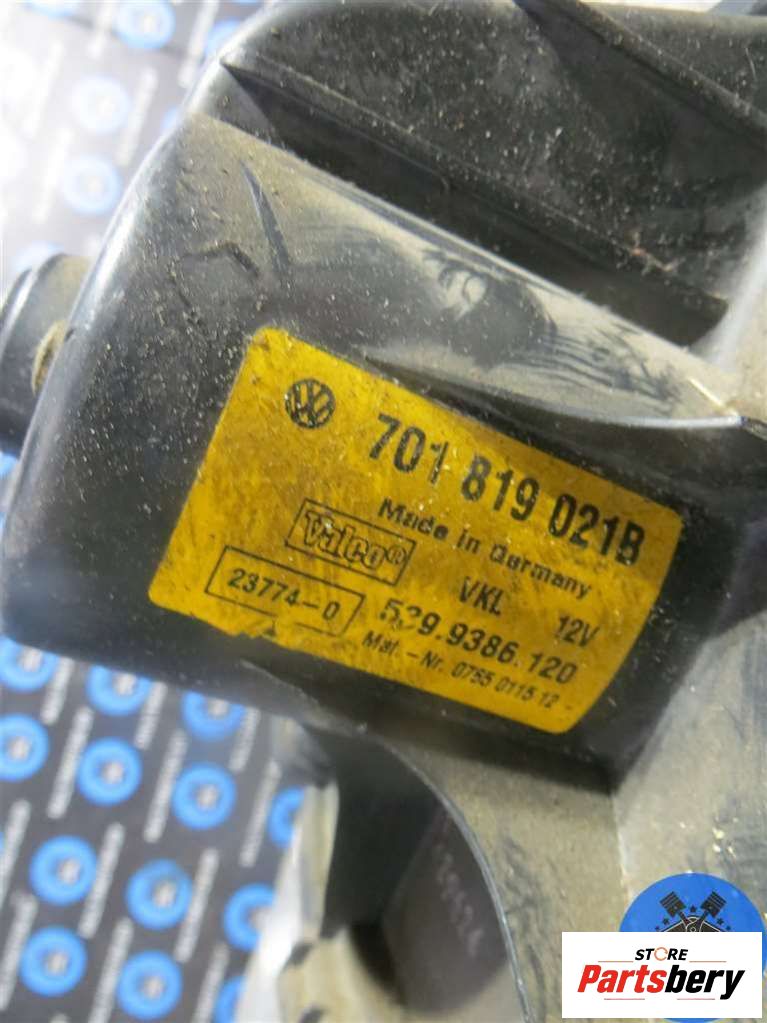 701 819 021B
Made in Germany
Valeo®
VKL 12V
23774-0
539.9386.120
Mat.-Nr. 0755 0115 12
STORE
Partsbery